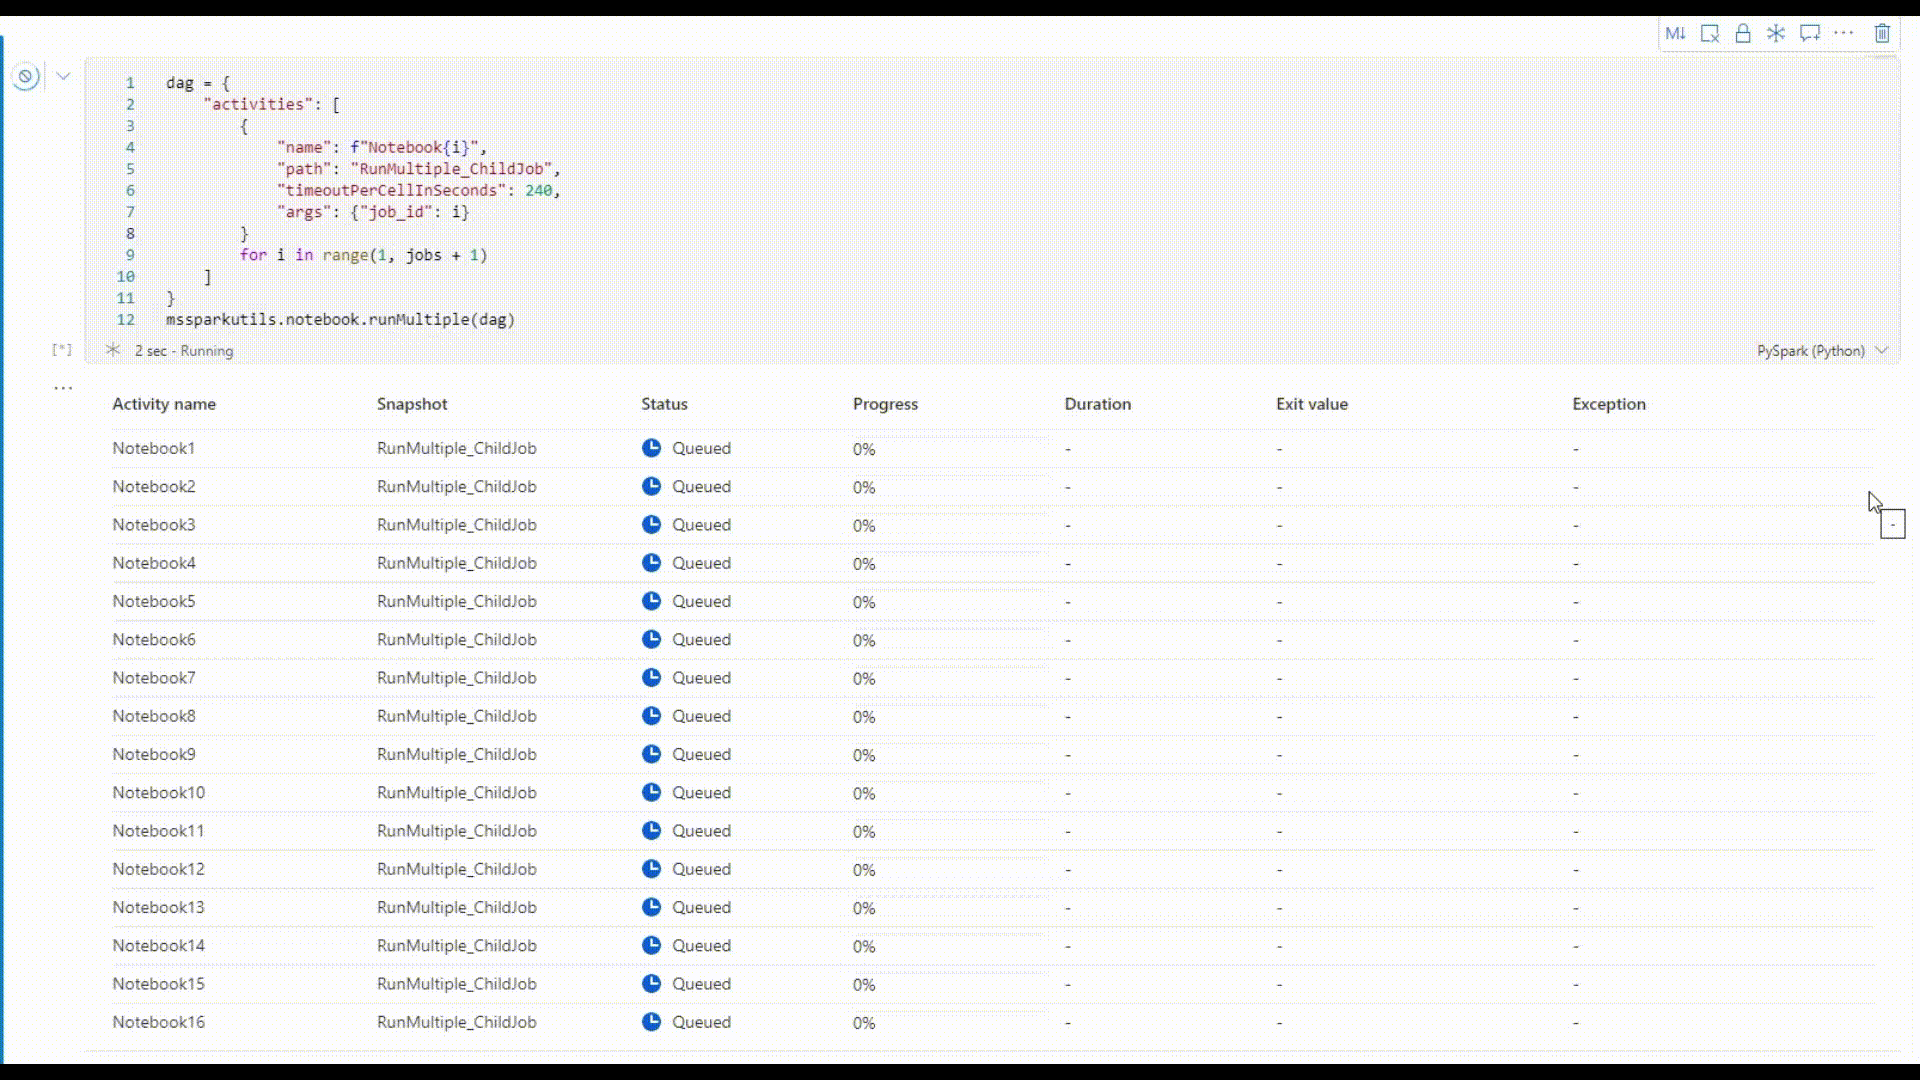 M↓
1 dag = {
2 "activities": [
3 {
4 "name": f"Notebook{i}",
5 "path": "RunMultiple_ChildJob",
6 "timeoutPerCellInSeconds": 240,
7 "args": {"job_id": i}
8 }
9 for i in range(1, jobs + 1)
10 ]
11 }
12 mssparkutils.notebook.runMultiple(dag)
[*] 2 sec - Running PySpark (Python)
Activity name Snapshot Status Progress Duration Exit value Exception
Notebook1 RunMultiple_ChildJob Queued 0% - - -
Notebook2 RunMultiple_ChildJob Queued 0% - - -
Notebook3 RunMultiple_ChildJob Queued 0% - - - -
Notebook4 RunMultiple_ChildJob Queued 0% - - -
Notebook5 RunMultiple_ChildJob Queued 0% - - -
Notebook6 RunMultiple_ChildJob Queued 0% - - -
Notebook7 RunMultiple_ChildJob Queued 0% - - -
Notebook8 RunMultiple_ChildJob Queued 0% - - -
Notebook9 RunMultiple_ChildJob Queued 0% - - -
Notebook10 RunMultiple_ChildJob Queued 0% - - -
Notebook11 RunMultiple_ChildJob Queued 0% - - -
Notebook12 RunMultiple_ChildJob Queued 0% - - -
Notebook13 RunMultiple_ChildJob Queued 0% - - -
Notebook14 RunMultiple_ChildJob Queued 0% - - -
Notebook15 RunMultiple_ChildJob Queued 0% - - -
Notebook16 RunMultiple_ChildJob Queued 0% - - -